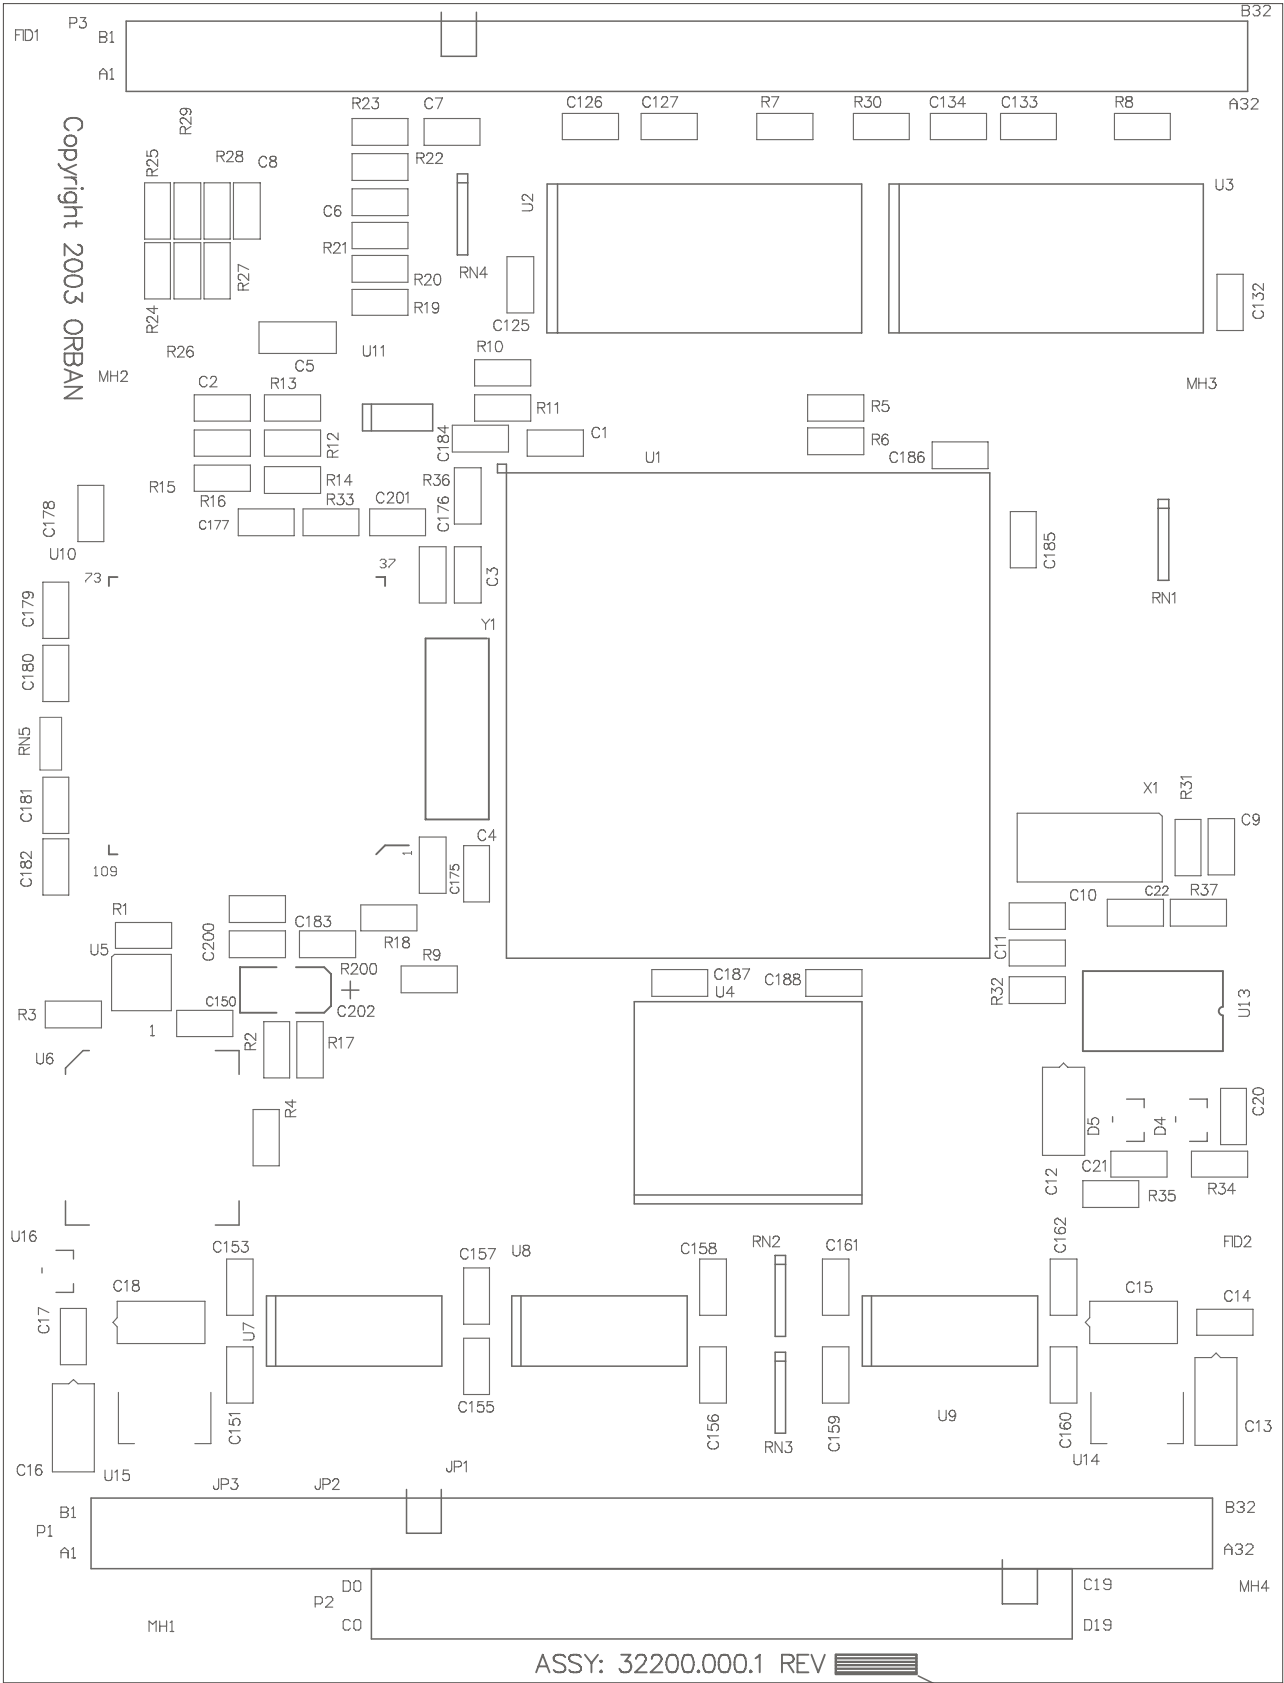 B32
P3
FID1
B1
A1
A32
R23
C7
C126
C127
R7
R30
C134
C133
R8
R29
Copyright 2003 ORBAN
R25
R28
C8
R22
U2
U3
C6
R21
R27
RN4
R20
C132
R19
R24
C125
R26
C5
U11
R10
MH2
MH3
C2
R13
R11
R5
C1
C184
R12
R6
C186
U1
R15
R16
R14
R36
C178
C177
R33
C201
C176
U10
C185
73
37
C3
RN1
C179
Y1
C180
RN5
C181
X1
R31
C9
C4
C182
109
1
C175
R1
C10
C22
R37
U5
C200
C183
R18
C11
R200
R9
C187
C188
U4
R32
U13
R3
C150
C202
1
R2
R17
U6
R4
C20
D5
D4
C21
C12
R35
R34
U16
C153
C157
U8
C158
RN2
C161
C162
FID2
C18
C15
C14
C17
U7
C151
C155
C156
C159
U9
C160
C13
RN3
C16
U15
U14
JP3
JP2
JP1
B1
B32
P1
A1
A32
D0
C19
MH4
P2
MH1
C0
D19
ASSY: 32200.000.1 REV